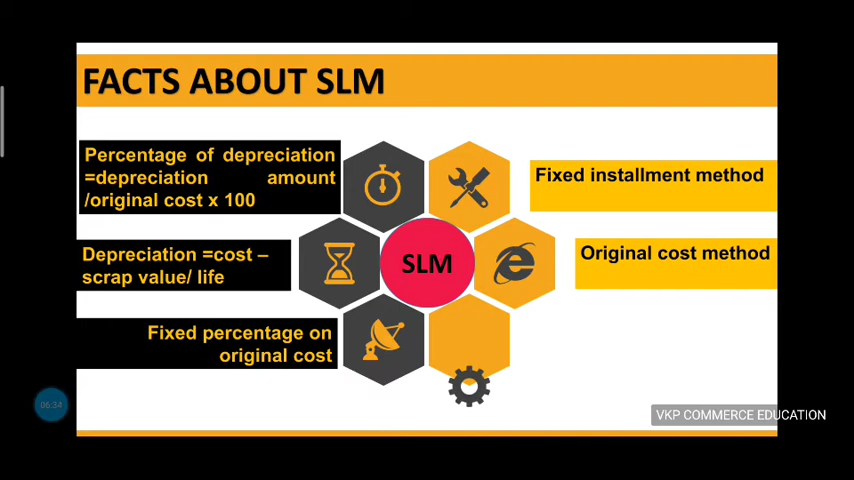 FACTS ABOUT SLM
Percentage of depreciation
=depreciation amount
/original cost x 100
Fixed installment method
Depreciation =cost –
scrap value/ life
SLM
Original cost method
Fixed percentage on
original cost
06:34
VKP COMMERCE EDUCATION